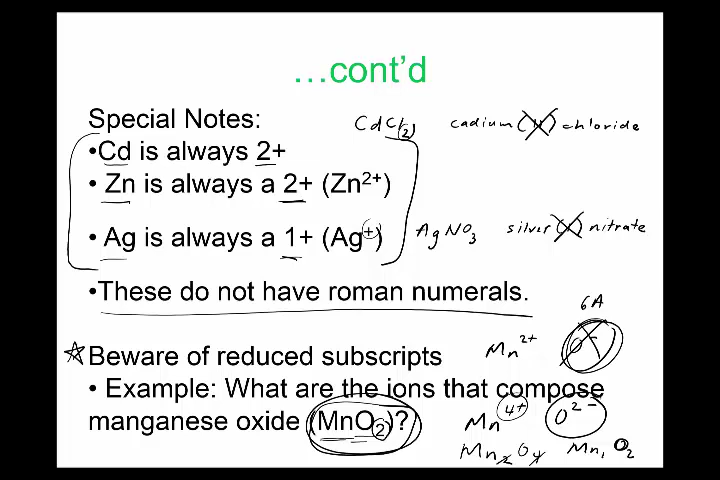 …cont'd
Special Notes:
CdCl2
cadium (II) chloride
•Cd is always 2+
• Zn is always a 2+ (Zn2+)
• Ag is always a 1+ (Ag+)
AgNO3
silver (I) nitrate
•These do not have roman numerals.
6A
Beware of reduced subscripts
Mn2+
O-
• Example: What are the ions that compose
manganese oxide (MnO2)?
Mn4+
O2-
Mn2O4
Mn1O2